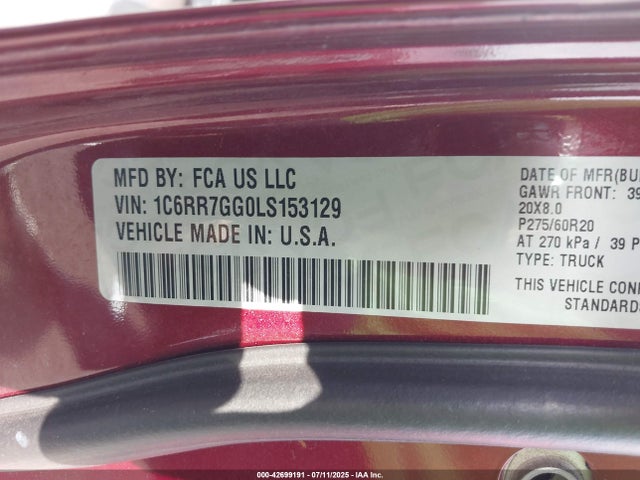 MFD BY: FCA US LLC
VIN: 1C6RR7GG0LS153129
VEHICLE MADE IN: U.S.A.
DATE OF MFR(BU
GAWR FRONT: 39
20X8.0
P275/60R20
AT 270 kPa / 39 P
TYPE: TRUCK
THIS VEHICLE CON
STANDARDS
000-42699191 - 07/11/2025 - IAA Inc.